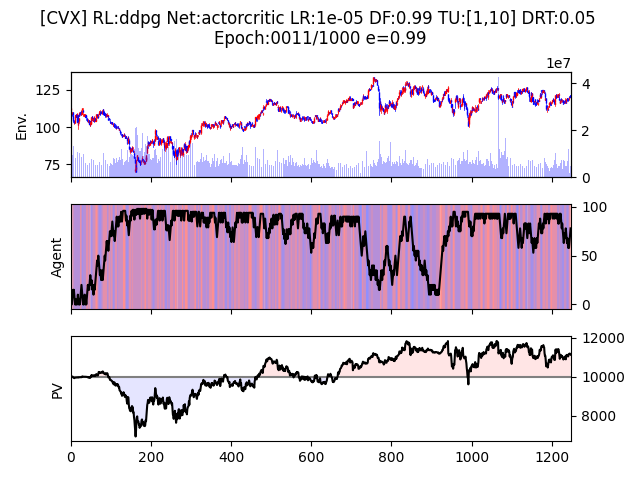 [CVX] RL:ddpg Net:actorcritic LR:1e-05 DF:0.99 TU:[1,10] DRT:0.05
Epoch:0011/1000 e=0.99
1e7
125
100
75
Env.
4
2
0
Agent
100
50
0
PV
12000
10000
8000
0 200 400 600 800 1000 1200